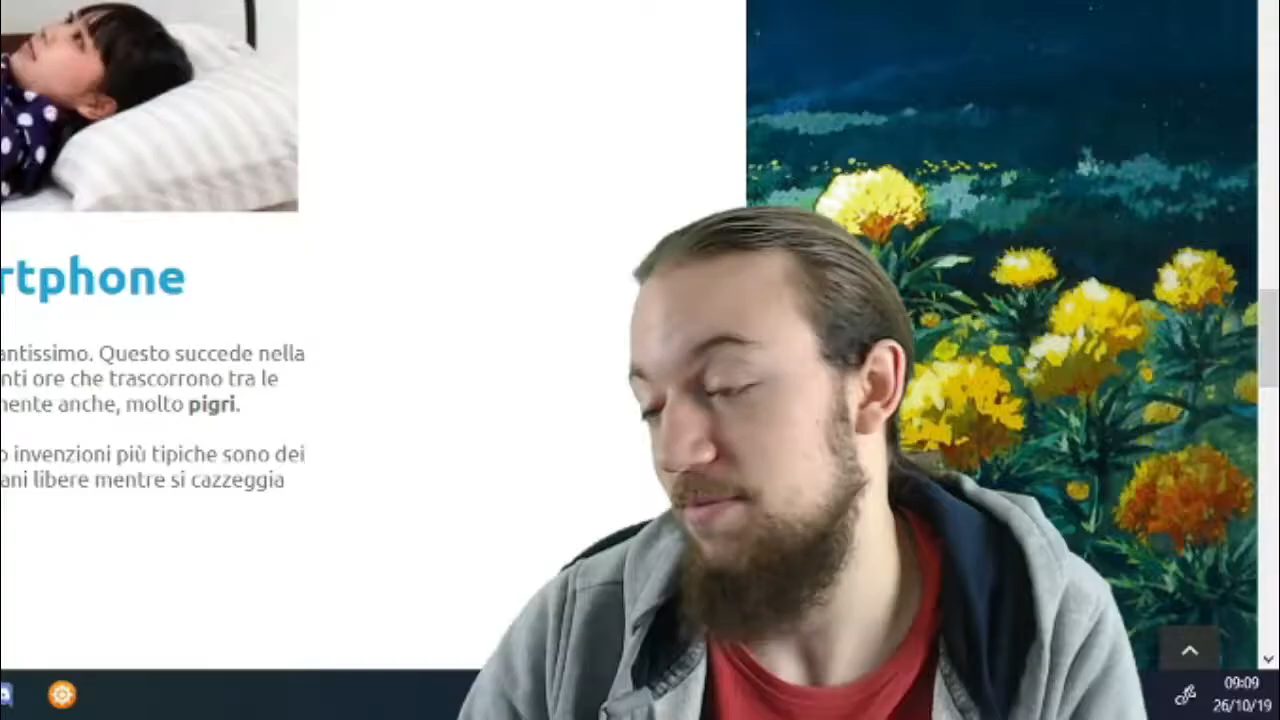 rtphone
antissimo. Questo succede nella
nti ore che trascorrono tra le
nente anche, molto pigri.
o invenzioni più tipiche sono dei
ani libere mentre si cazzeggia
09:09
26/10/19